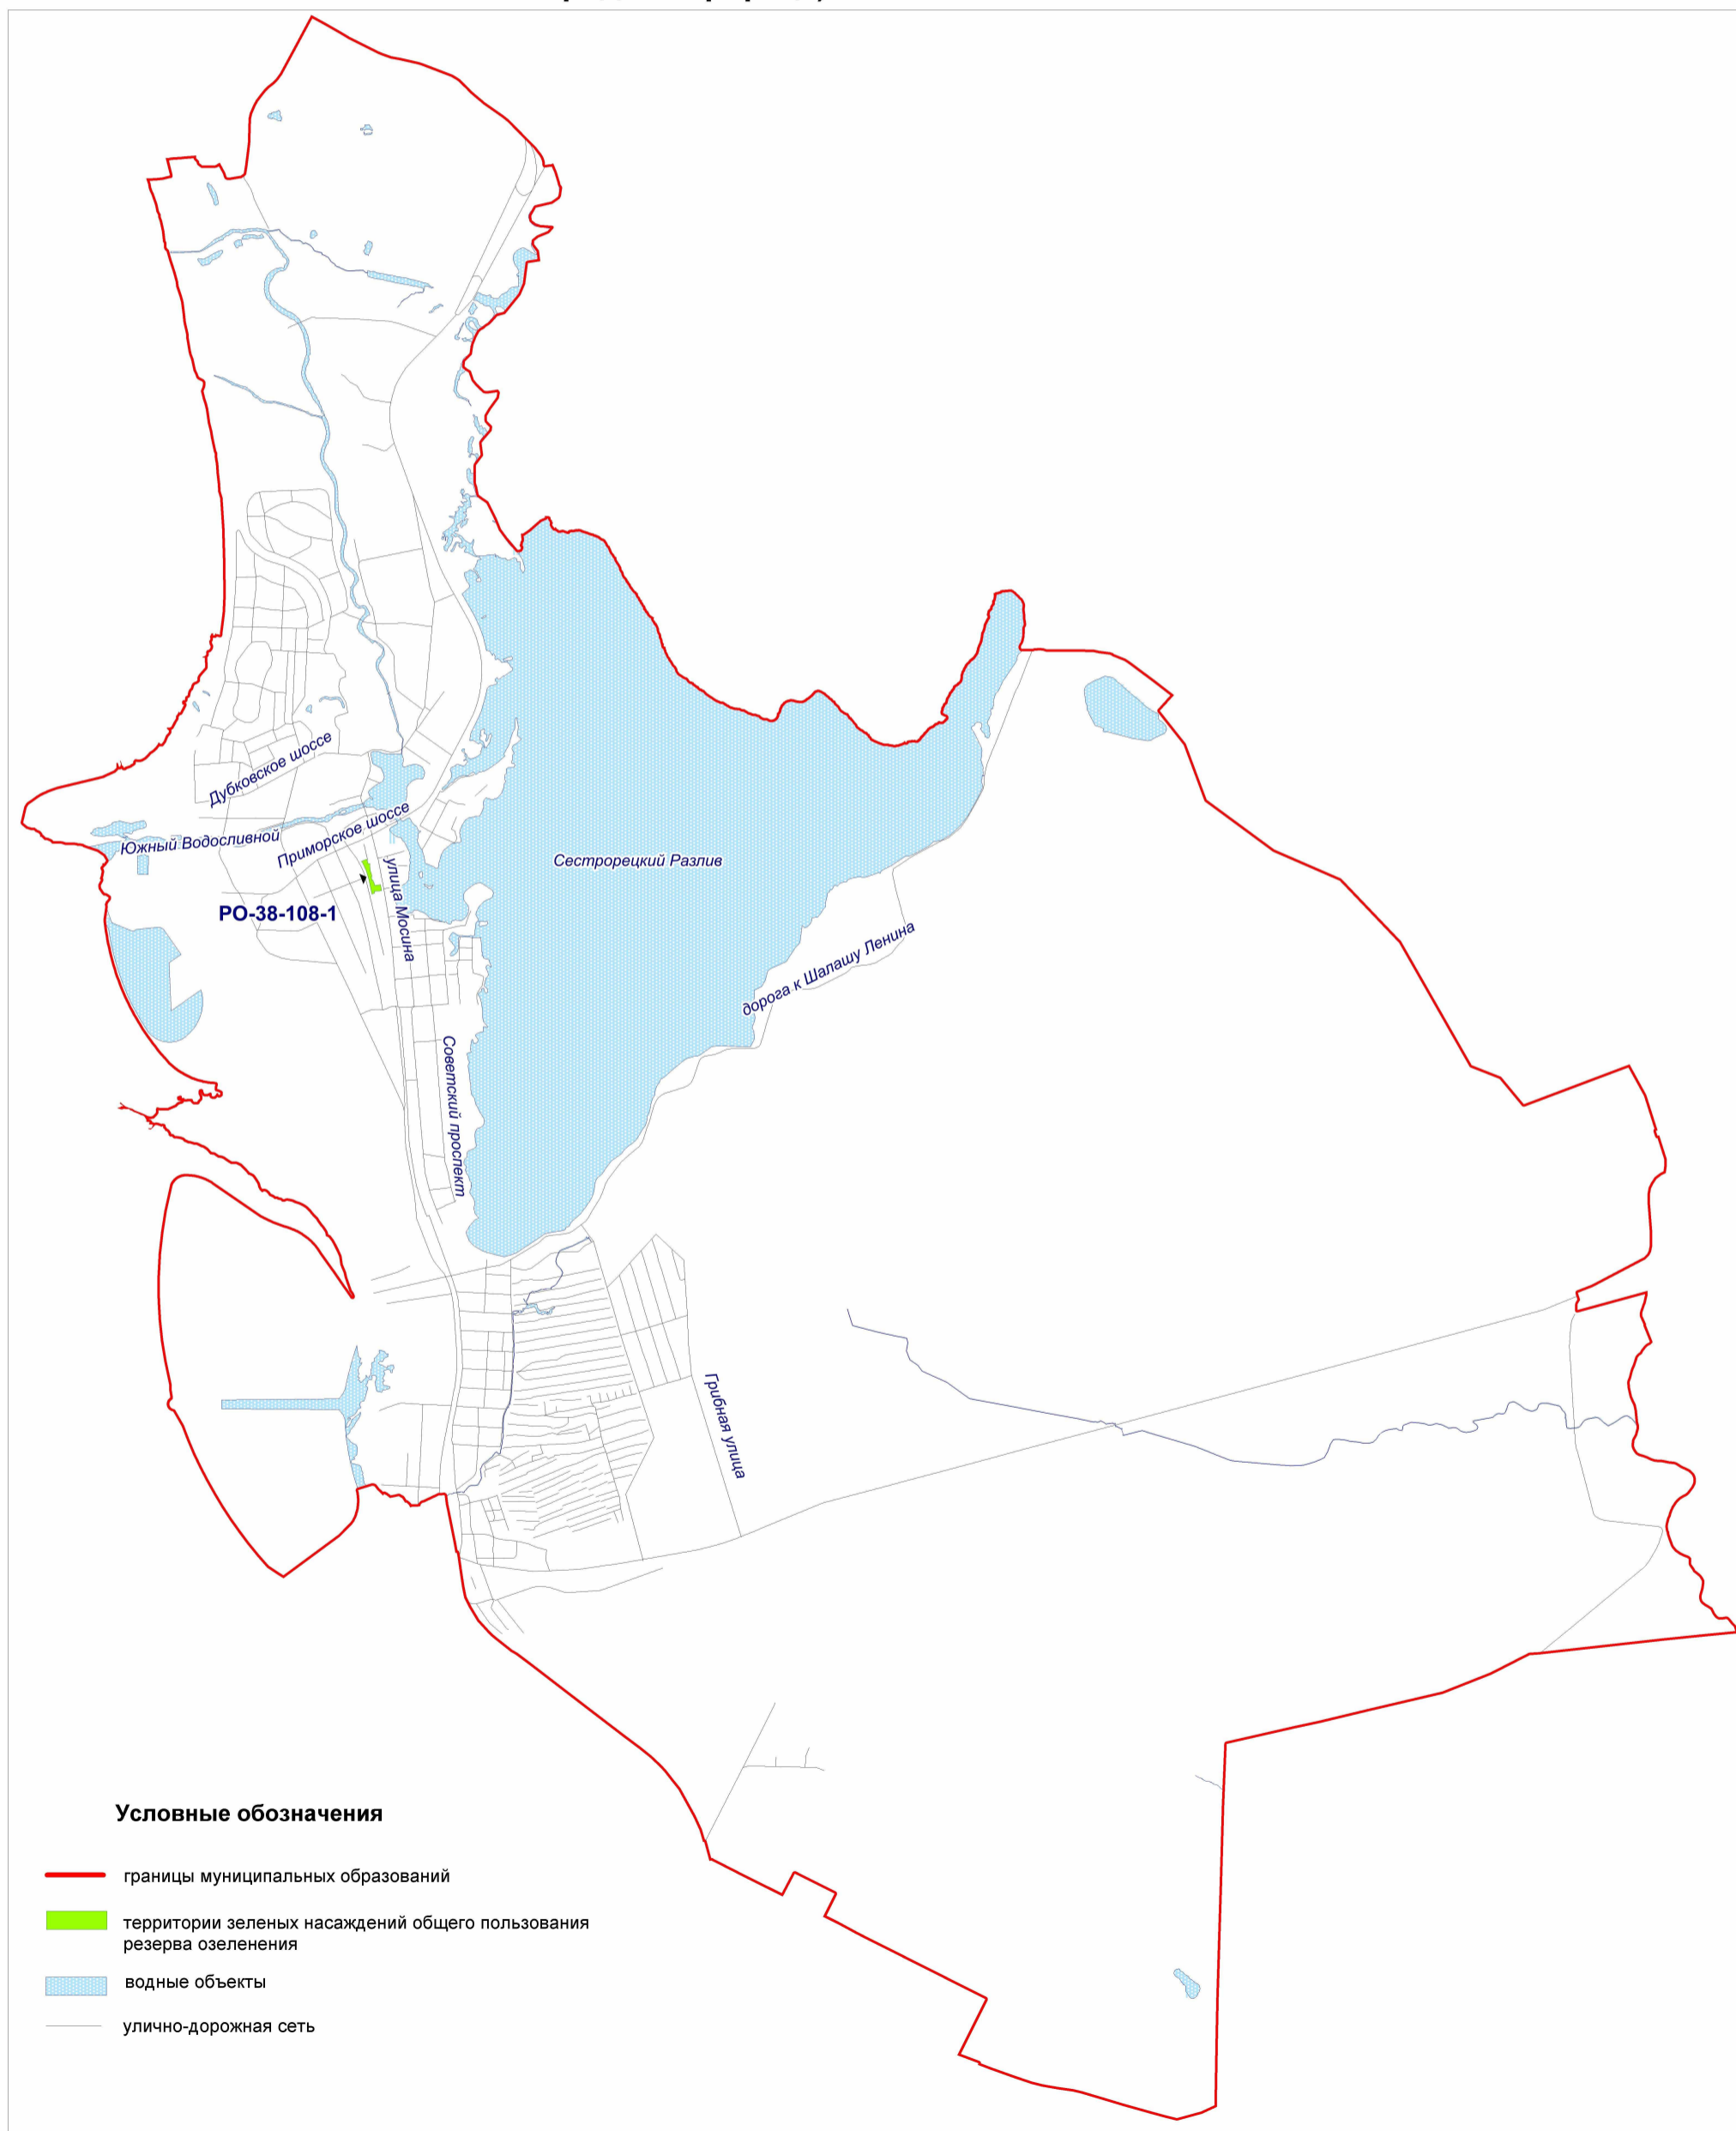 Дубковское шоссе
Южный Водосливной
Приморское шоссе
улица Мосина
РО-38-108-1
Сестрорецкий Разлив
дорога к Шалашу Ленина
Советский проспект
Грибная улица
Условные обозначения
границы муниципальных образований
территории зеленых насаждений общего пользования
резерва озеленения
водные объекты
улично-дорожная сеть